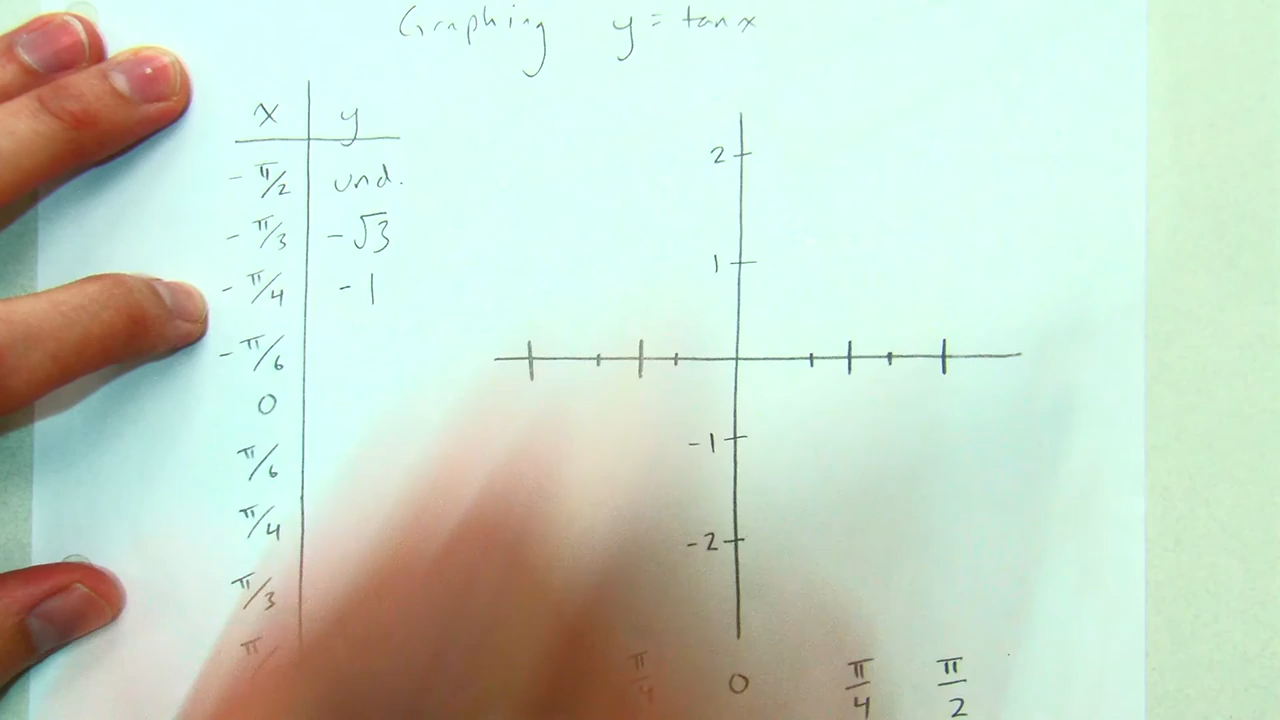 Graphing y = tan x
x y
-π/2 und.
-π/3 -√3
-π/4 -1
-π/6
0
π/6
π/4
π/3
π/
2
1
-1
-2
π/4 0 π/4 π/2